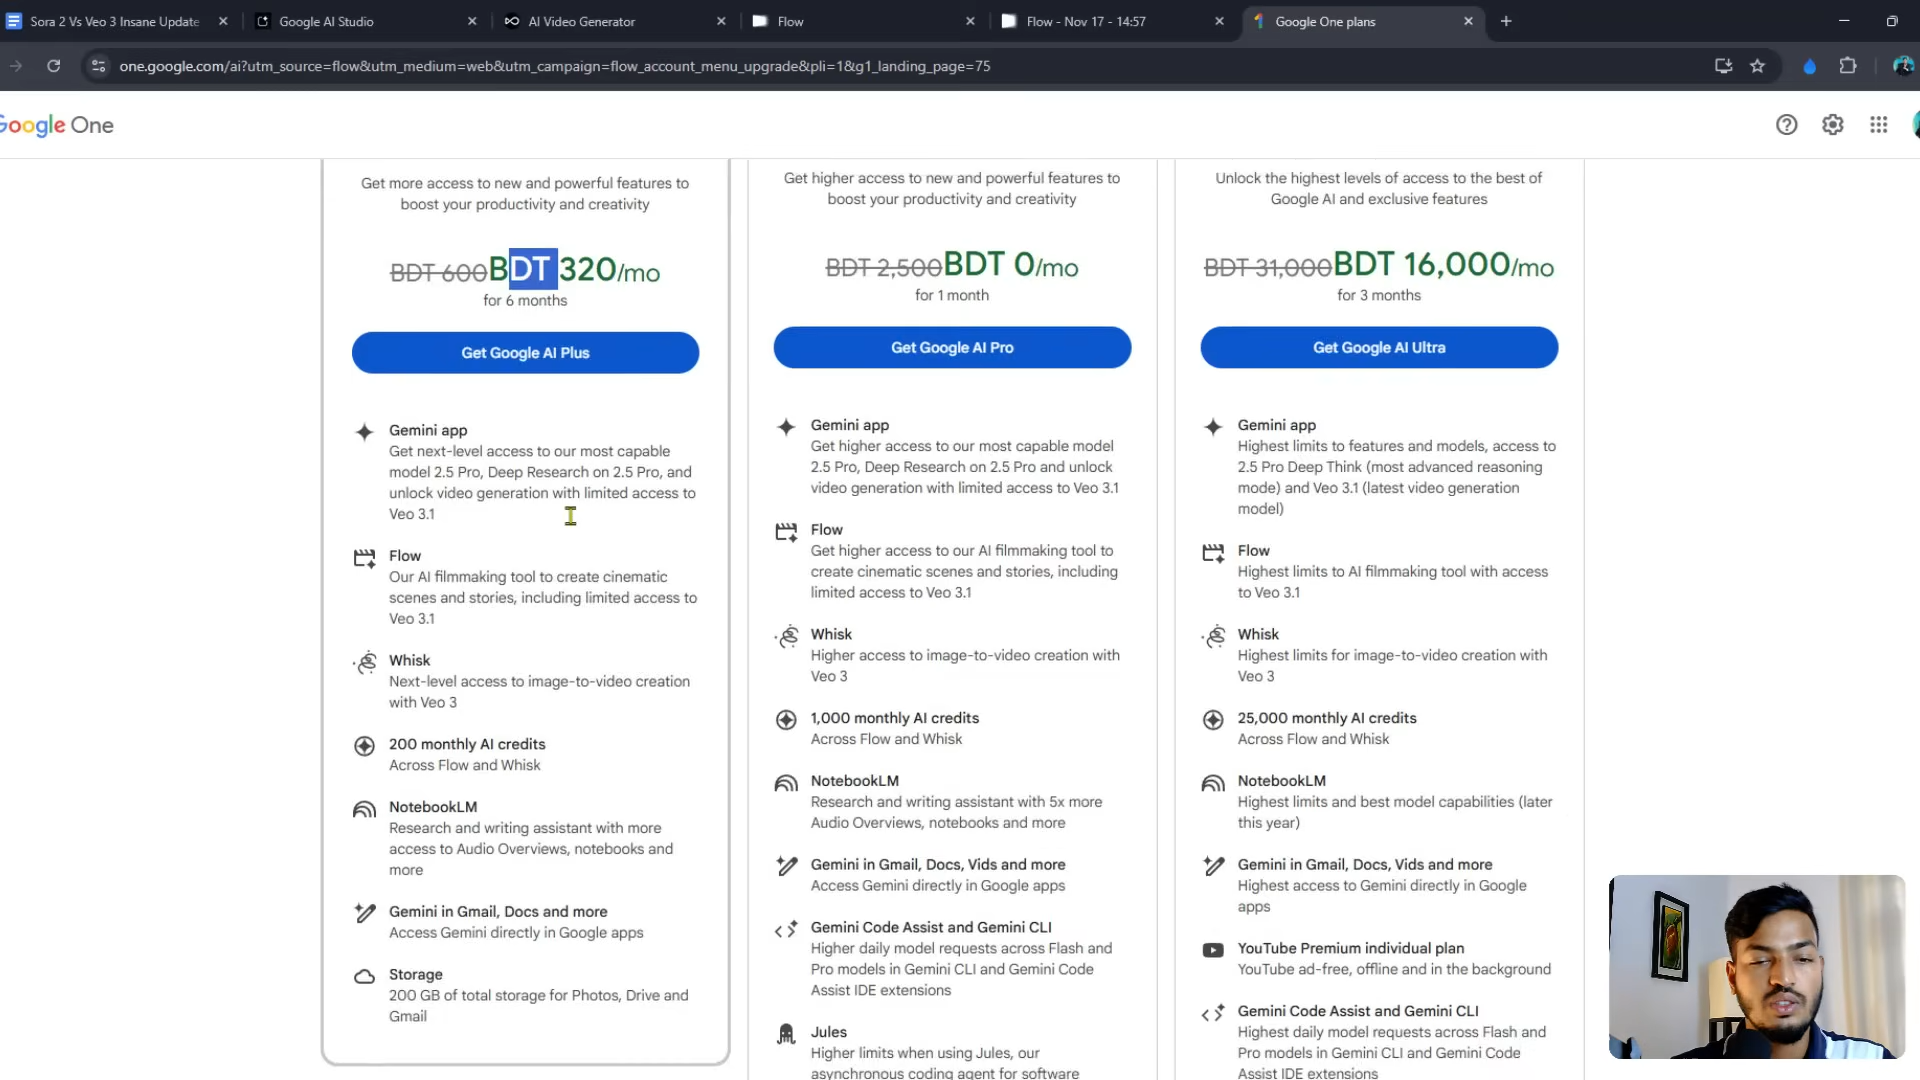 Sora 2 Vs Veo 3 Insane Update
Google AI Studio
AI Video Generator
Flow
Flow - Nov 17 - 14:57
Google One plans
one.google.com/ai?utm_source=flow&utm_medium=web&utm_campaign=flow_account_menu_upgrade&pli=1&g1_landing_page=75
Google One
Get more access to new and powerful features to
boost your productivity and creativity
BDT 600 BDT 320/mo
for 6 months
Get Google AI Plus
Gemini app
Get next-level access to our most capable
model 2.5 Pro, Deep Research on 2.5 Pro, and
unlock video generation with limited access to
Veo 3.1
Flow
Our AI filmmaking tool to create cinematic
scenes and stories, including limited access to
Veo 3.1
Whisk
Next-level access to image-to-video creation
with Veo 3
200 monthly AI credits
Across Flow and Whisk
NotebookLM
Research and writing assistant with more
access to Audio Overviews, notebooks and
more
Gemini in Gmail, Docs and more
Access Gemini directly in Google apps
Storage
200 GB of total storage for Photos, Drive and
Gmail
Get higher access to new and powerful features to
boost your productivity and creativity
BDT 2,500 BDT 0/mo
for 1 month
Get Google AI Pro
Gemini app
Get higher access to our most capable model
2.5 Pro, Deep Research on 2.5 Pro and unlock
video generation with limited access to Veo 3.1
Flow
Get higher access to our AI filmmaking tool to
create cinematic scenes and stories, including
limited access to Veo 3.1
Whisk
Higher access to image-to-video creation with
Veo 3
1,000 monthly AI credits
Across Flow and Whisk
NotebookLM
Research and writing assistant with 5x more
Audio Overviews, notebooks and more
Gemini in Gmail, Docs, Vids and more
Access Gemini directly in Google apps
Gemini Code Assist and Gemini CLI
Higher daily model requests across Flash and
Pro models in Gemini CLI and Gemini Code
Assist IDE extensions
Jules
Higher limits when using Jules, our
asynchronous coding agent for software
Unlock the highest levels of access to the best of
Google AI and exclusive features
BDT 31,000 BDT 16,000/mo
for 3 months
Get Google AI Ultra
Gemini app
Highest limits to features and models, access to
2.5 Pro Deep Think (most advanced reasoning
mode) and Veo 3.1 (latest video generation
model)
Flow
Highest limits to AI filmmaking tool with access
to Veo 3.1
Whisk
Highest limits for image-to-video creation with
Veo 3
25,000 monthly AI credits
Across Flow and Whisk
NotebookLM
Highest limits and best model capabilities (later
this year)
Gemini in Gmail, Docs, Vids and more
Highest access to Gemini directly in Google
apps
YouTube Premium individual plan
YouTube ad-free, offline and in the background
Gemini Code Assist and Gemini CLI
Highest daily model requests across Flash and
Pro models in Gemini CLI and Gemini Code
Assist IDE extensions